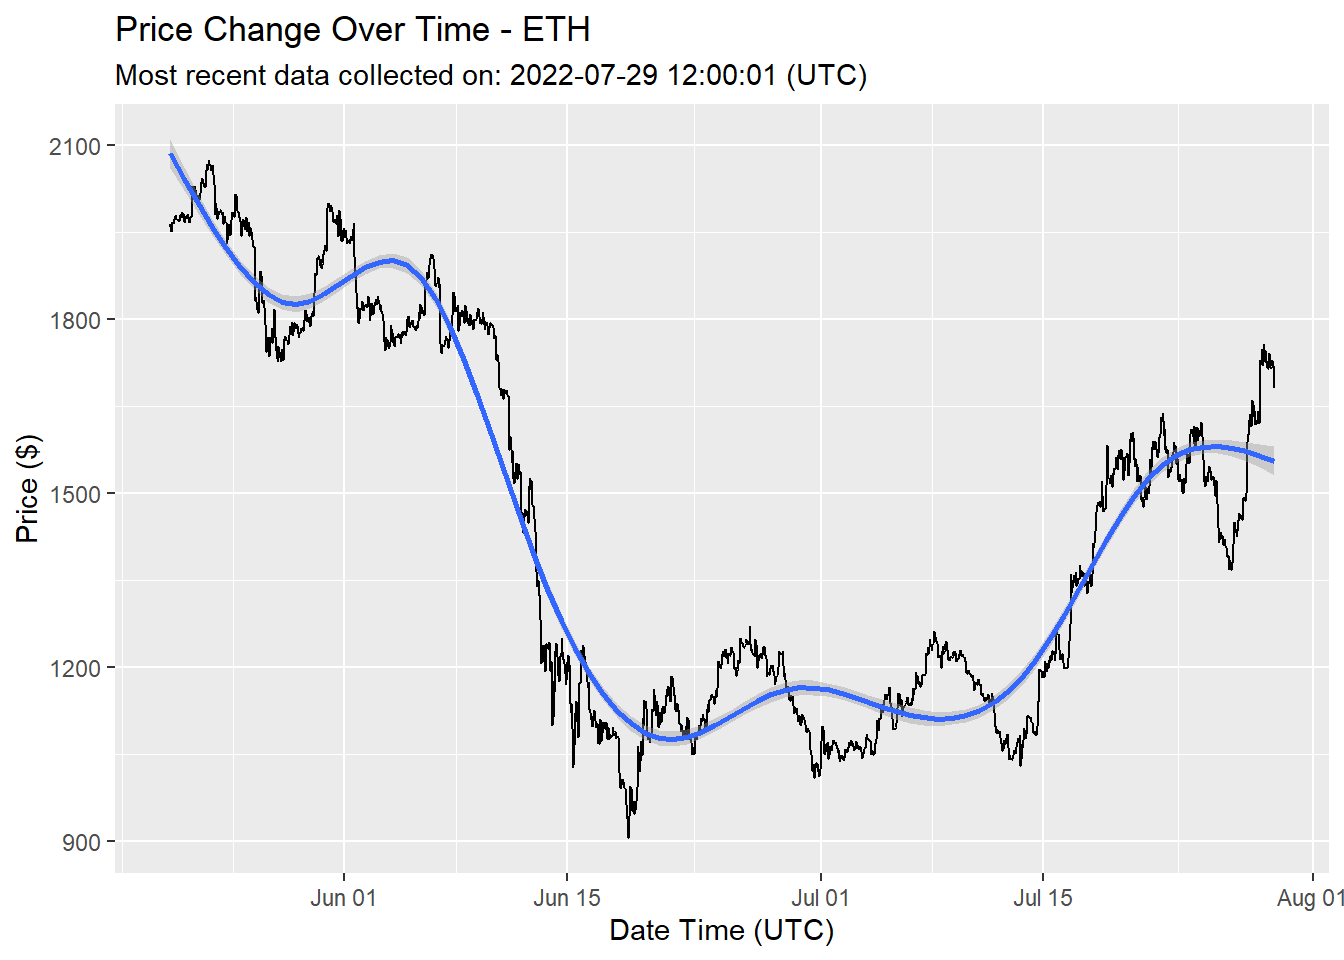 Price Change Over Time - ETH
Most recent data collected on: 2022-07-29 12:00:01 (UTC)
2100
1800
1500
1200
900
Price ($)
Jun 01
Jun 15
Jul 01
Jul 15
Aug 01
Date Time (UTC)